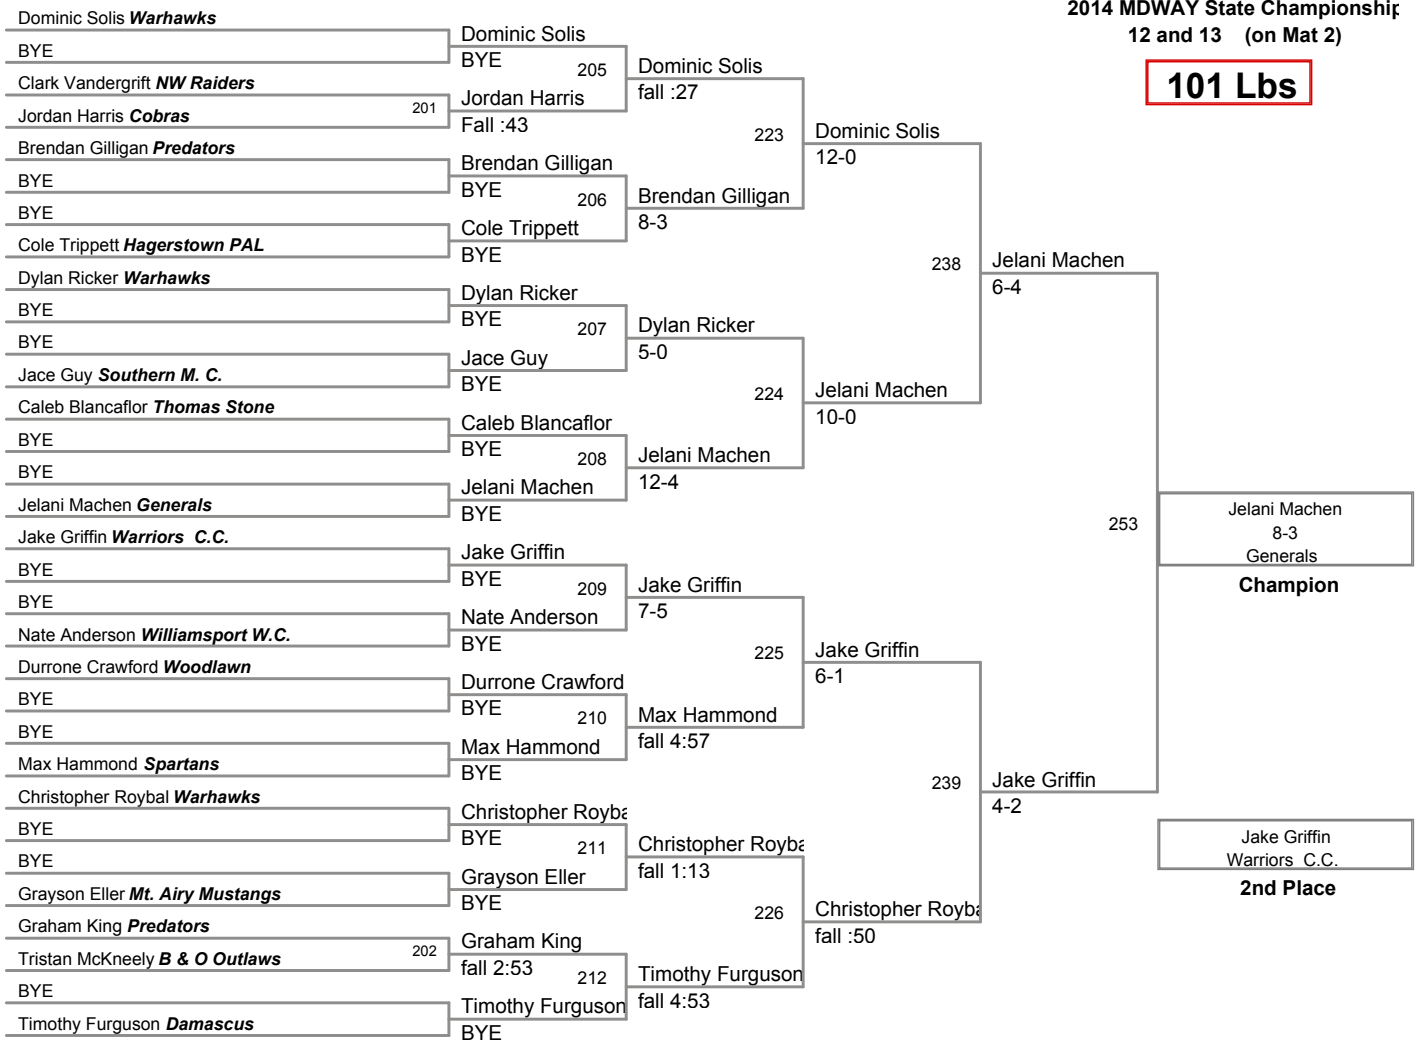 2014 MDWAY State Championship
12 and 13 (on Mat 2)
101 Lbs
Dominic Solis Warhawks
BYE
Clark Vandergrift NW Raiders
Jordan Harris Cobras
Brendan Gilligan Predators
BYE
BYE
Cole Trippett Hagerstown PAL
Dylan Ricker Warhawks
BYE
BYE
Jace Guy Southern M. C.
Caleb Blancaflor Thomas Stone
BYE
BYE
Jelani Machen Generals
Jake Griffin Warriors C.C.
BYE
BYE
Nate Anderson Williamsport W.C.
Durrone Crawford Woodlawn
BYE
BYE
Max Hammond Spartans
Christopher Roybal Warhawks
BYE
BYE
Grayson Eller Mt. Airy Mustangs
Graham King Predators
Tristan McKneely B & O Outlaws
BYE
Timothy Furguson Damascus
201
202
Dominic Solis
BYE
205
Jordan Harris
Fall :43
Brendan Gilligan
BYE
206
Cole Trippett
BYE
Dylan Ricker
BYE
207
Jace Guy
BYE
Caleb Blancaflor
BYE
208
Jelani Machen
BYE
Jake Griffin
BYE
209
Nate Anderson
BYE
Durrone Crawford
BYE
210
Max Hammond
BYE
Christopher Royba
BYE
211
Grayson Eller
BYE
Graham King
fall 2:53
212
Timothy Furguson
BYE
Dominic Solis
fall :27
223
Brendan Gilligan
8-3
Dylan Ricker
5-0
224
Jelani Machen
12-4
Jake Griffin
7-5
225
Max Hammond
fall 4:57
Christopher Royba
fall 1:13
226
Timothy Furguson
fall 4:53
Dominic Solis
12-0
238
Jelani Machen
10-0
Jake Griffin
6-1
239
Christopher Royba
fall :50
Jelani Machen
6-4
253
Jake Griffin
4-2
Jelani Machen
8-3
Generals
Champion
Jake Griffin
Warriors C.C.
2nd Place